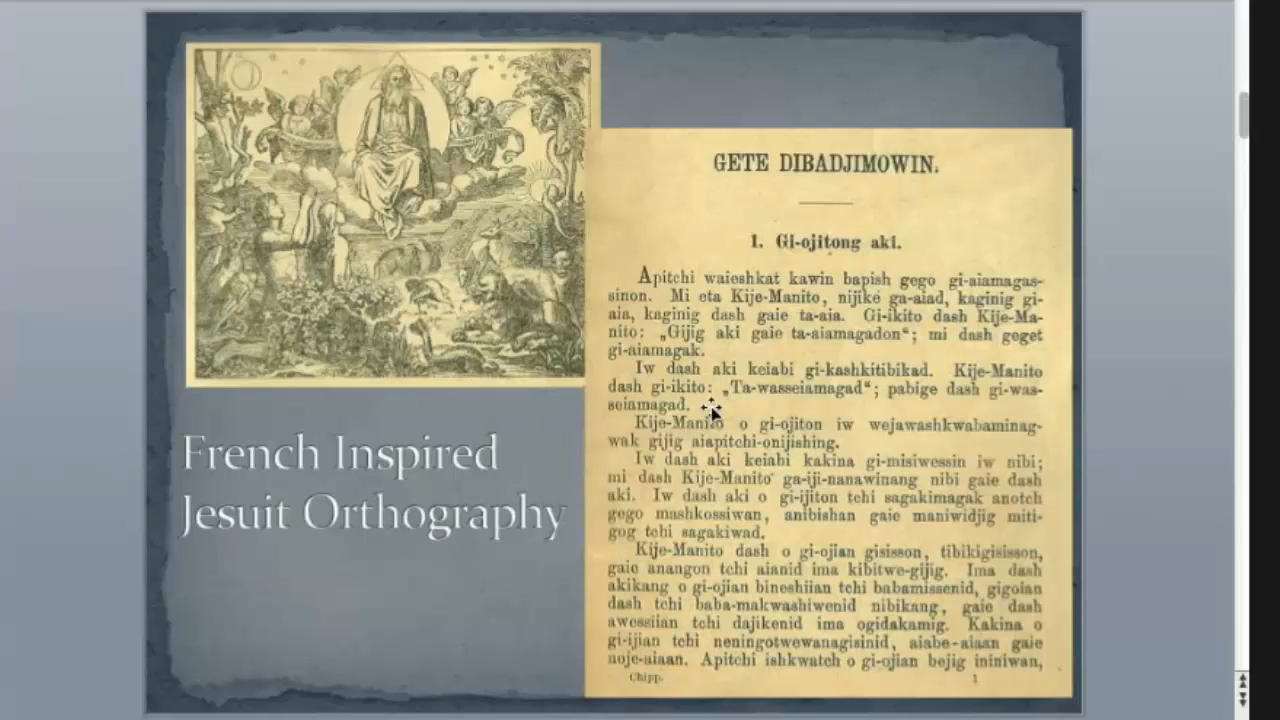 French Inspired
Jesuit Orthography
GETE DIBADJIMOWIN.
1. Gi-ojitong aki.
Apitchi waieshkat kawin bapish gego gi-aiamagas-
sinon. Mi eta Kije-Manito, nijike ga-aiad, kaginig gi-
aia, kaginig dash gaie ta-aia. Gi-ikito dash Kije-Ma-
nito: „Gijig aki gaie ta-aiamagadon“; mi dash geget
gi-aiamagak.
Iw dash aki keiabi gi-kashkitibikad. Kije-Manito
dash gi-ikito: „Ta-wasseiamagad“; pabige dash gi-was-
seiamagad.
Kije-Manito o gi-ojiton iw wejawashkwabaminag-
wak gijig aiapitchi-onijishing.
Iw dash aki keiabi kakina gi-misiwessin iw nibi;
mi dash Kije-Manito ga-iji-nanawinang nibi gaie dash
aki. Iw dash aki o gi-ijiton tchi sagakimagak anotch
gego mashkossiwan, anibishan gaie maniwidjig miti-
gog tchi sagakiwad.
Kije-Manito dash o gi-ojian gisisson, tibikigisisson,
gaie anangon tchi aianid ima kibitwe-gijig. Ima dash
akikang o gi-ojian bineshiian tchi babamissenid, gigoian
dash tchi baba-makwashiwenid nibikang, gaie dash
awessiian tchi dajikenid ima ogidakamig. Kakina o
gi-ijian tchi neningotwewanagisinid, aiabe-aiaan gaie
noje-aiaan. Apitchi ishkwatch o gi-ojian bejig ininiwan,
Chipp. 1